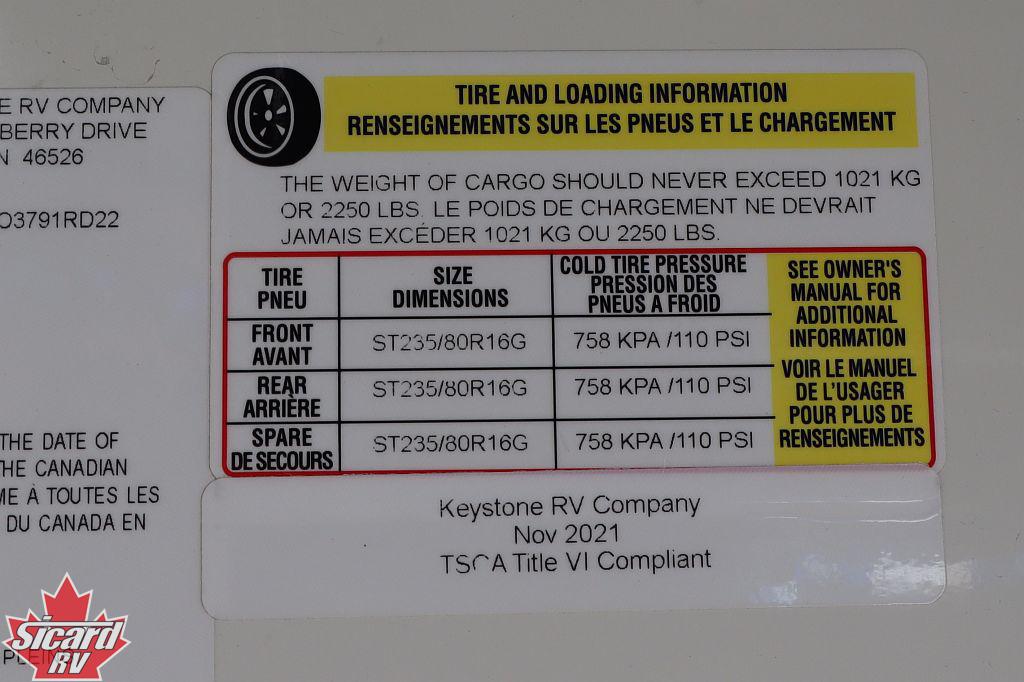 E RV COMPANY
BERRY DRIVE
N 46526
O3791RD22
THE DATE OF
HE CANADIAN
ME À TOUTES LES
DU CANADA EN
TIRE AND LOADING INFORMATION
RENSEIGNEMENTS SUR LES PNEUS ET LE CHARGEMENT
THE WEIGHT OF CARGO SHOULD NEVER EXCEED 1021 KG
OR 2250 LBS. LE POIDS DE CHARGEMENT NE DEVRAIT
JAMAIS EXCÉDER 1021 KG OU 2250 LBS.
TIRE
PNEU
SIZE
DIMENSIONS
COLD TIRE PRESSURE
PRESSION DES
PNEUS A FROID
FRONT
AVANT
ST235/80R16G
758 KPA /110 PSI
REAR
ARRIÈRE
ST235/80R16G
758 KPA /110 PSI
SPARE
DE SECOURS
ST235/80R16G
758 KPA /110 PSI
SEE OWNER'S
MANUAL FOR
ADDITIONAL
INFORMATION
VOIR LE MANUEL
DE L'USAGER
POUR PLUS DE
RENSEIGNEMENTS
Keystone RV Company
Nov 2021
TSCA Title VI Compliant
Sicard
RV